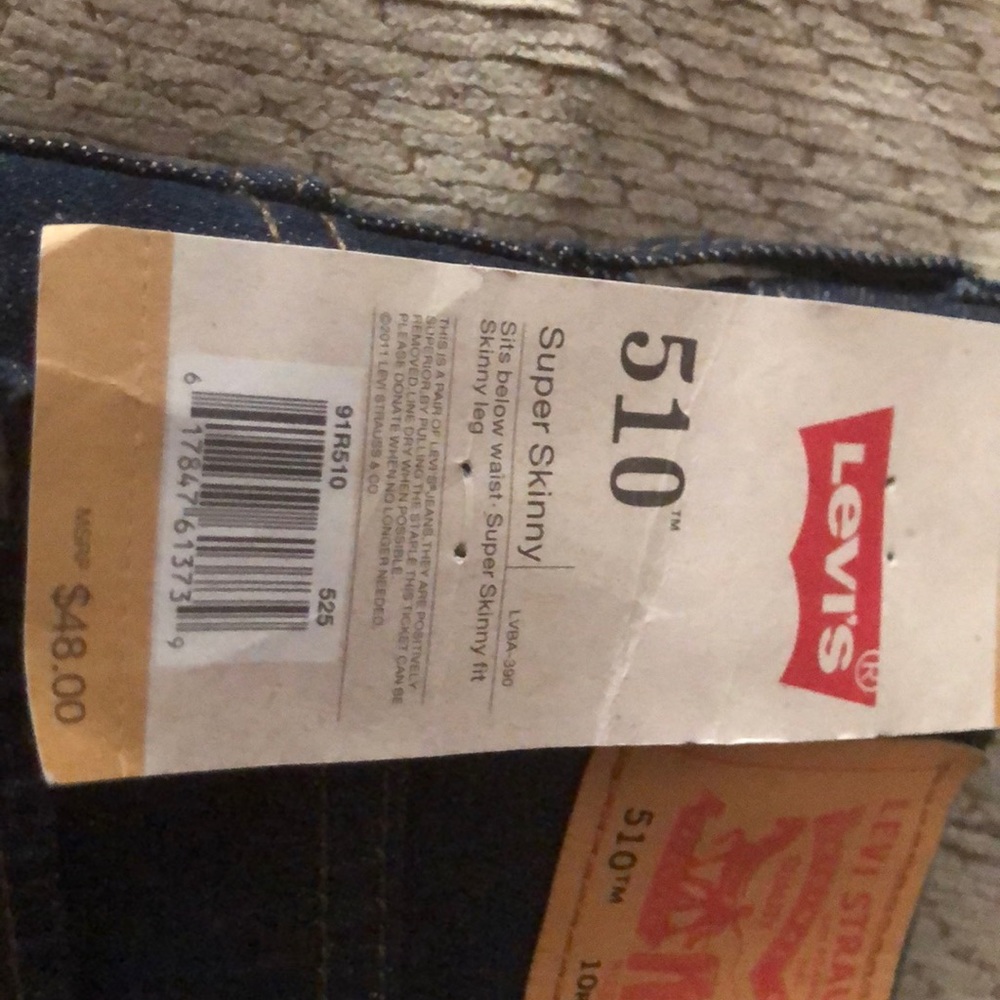 Levi's®
510™
Super Skinny
LVBA-390
Sits below waist · Super Skinny fit
Skinny leg
THIS IS A PAIR OF LEVI'S® JEANS. THEY ARE POSITIVELY
SUPERIOR. BY PULLING THE STAPLE THIS TICKET CAN BE
REMOVED. LINE DRY WHEN POSSIBLE.
PLEASE DONATE WHEN NO LONGER NEEDED.
©2011 LEVI STRAUSS & CO.
91R510 525
6 17847 61373 9
MSRP $48.00
LEVI STRAU
510™